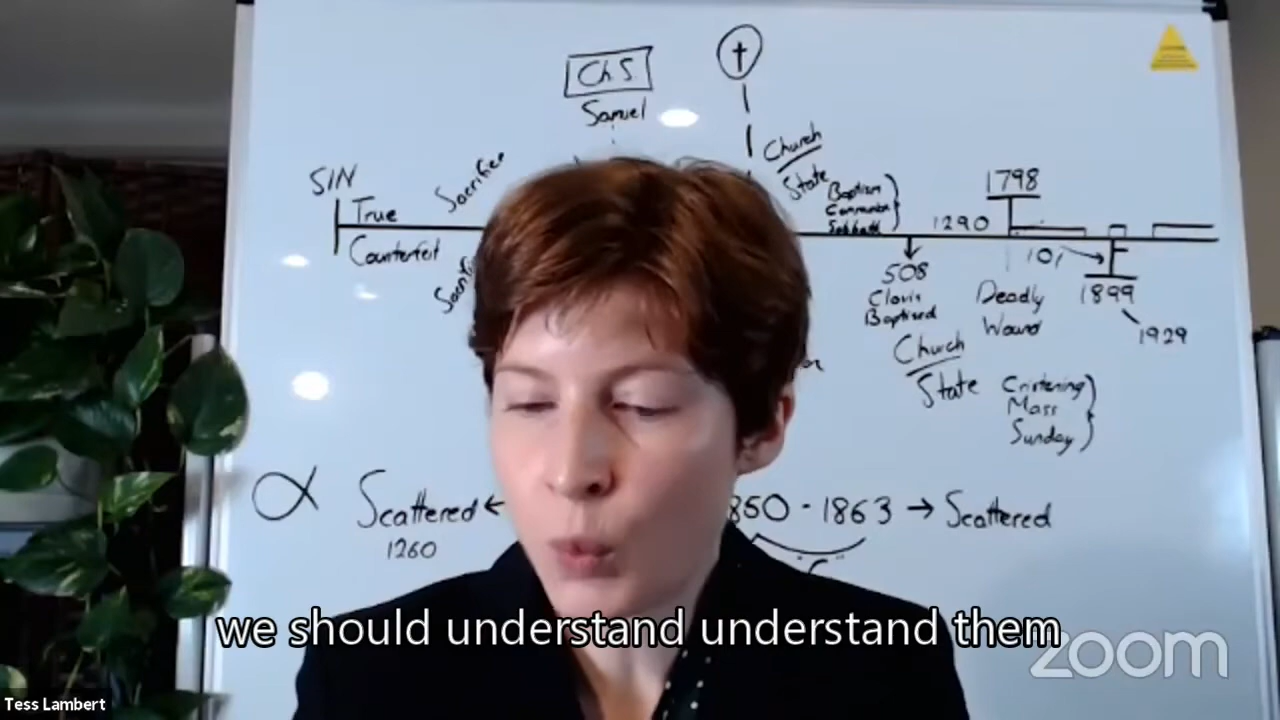 Ch. 5.
Samuel
SIN
True
Counterfeit
Sacrifice
Church
State
Baptism
Communion
Sabbath
1290
1798
508
Clovis
Baptised
Church
State
Cristening
Mass
Sunday
Deadly
Wound
101
1899
1929
α Scattered ←
1260
850 - 1863 → Scattered
we should understand understand them
zoom
Tess Lambert